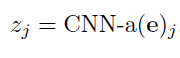 z_j = CNN-a(e)_j